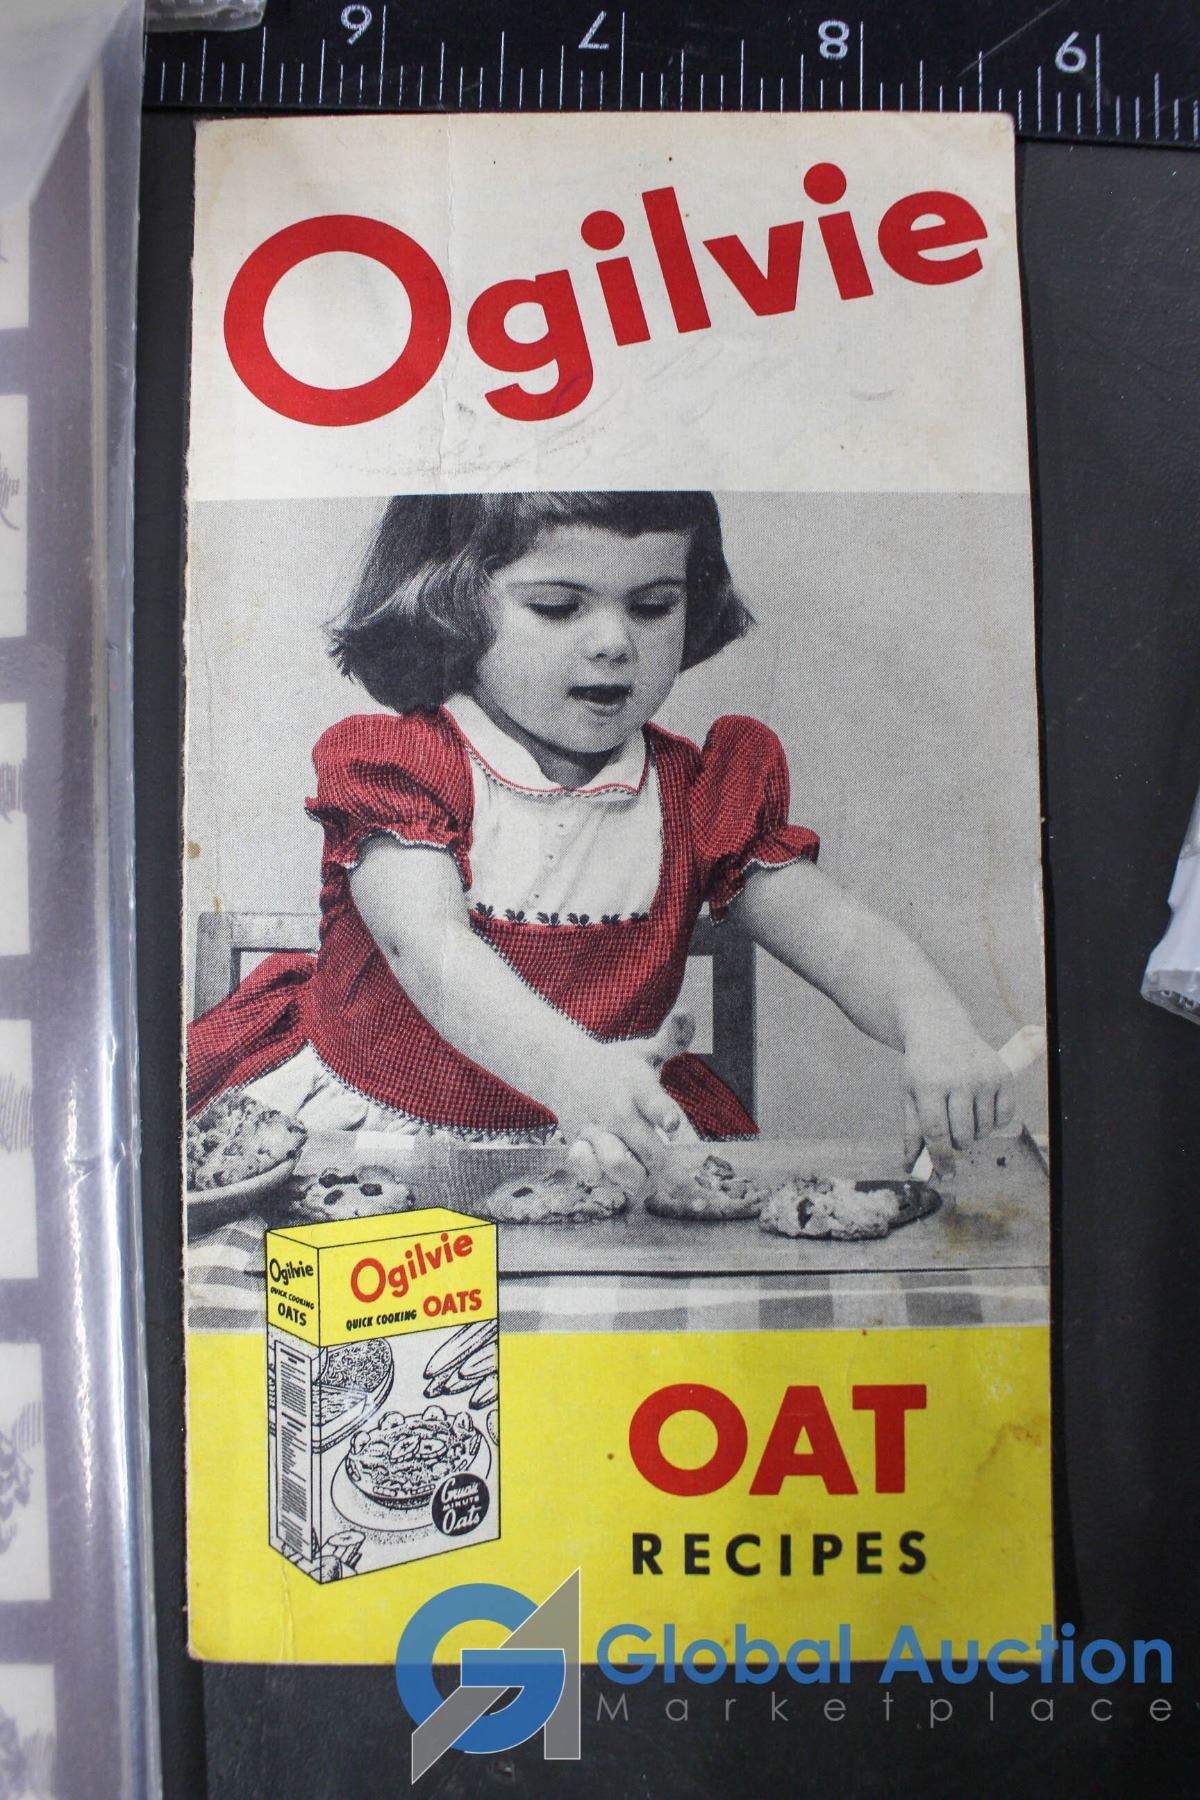 6 7 8 9
Ogilvie
Ogilvie
QUICK COOKING
OATS
Ogilvie
QUICK COOKING OATS
MINUTE
Oats
OAT
RECIPES
Global Auction
Marketplace